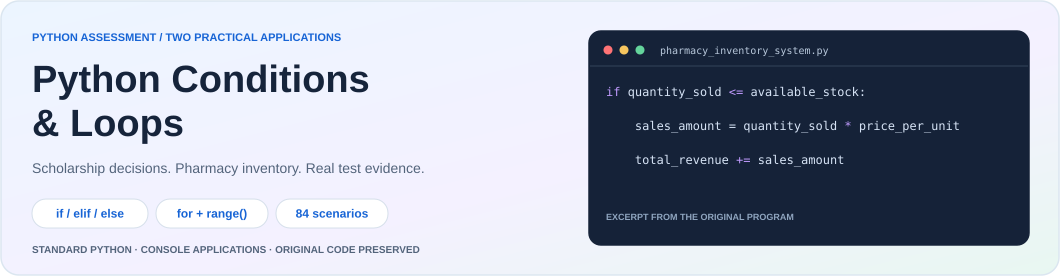 PYTHON ASSESSMENT / TWO PRACTICAL APPLICATIONS
Python Conditions
& Loops
Scholarship decisions. Pharmacy inventory. Real test evidence.
if / elif / else
for + range()
84 scenarios
STANDARD PYTHON · CONSOLE APPLICATIONS · ORIGINAL CODE PRESERVED
pharmacy_inventory_system.py
if quantity_sold <= available_stock:
    sales_amount = quantity_sold * price_per_unit
    total_revenue += sales_amount
EXCERPT FROM THE ORIGINAL PROGRAM